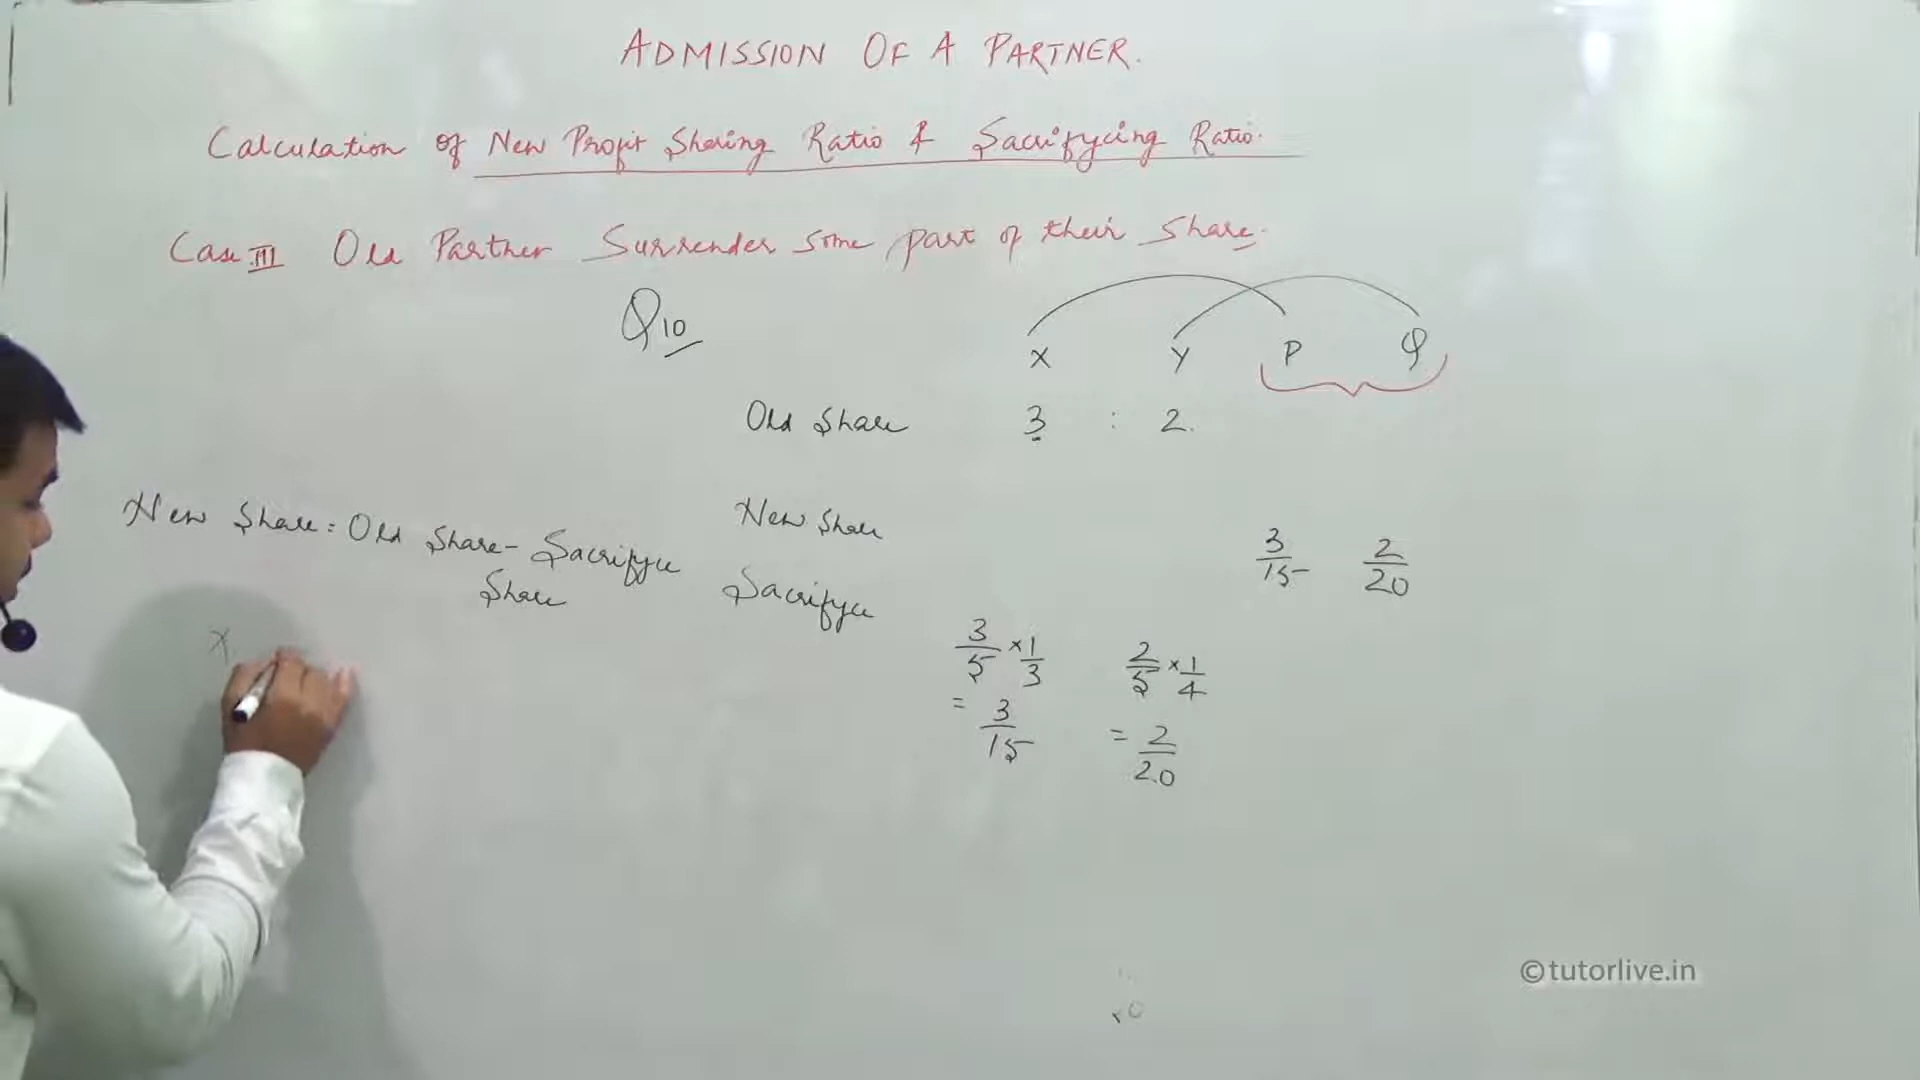 ADMISSION OF A PARTNER.
Calculation of New Profit Sharing Ratio & Sacrifycing Ratio.
Case III Old Partner Surrender some part of their Share.
Q10
X Y P Q
Old Share 3 : 2.
New Share = Old Share - Sacrifyce
Share
New Share
3/15 2/20
Sacrifyce
3/5 × 1/3 2/5 × 1/4
= 3/15 = 2/20
X
©tutorlive.in